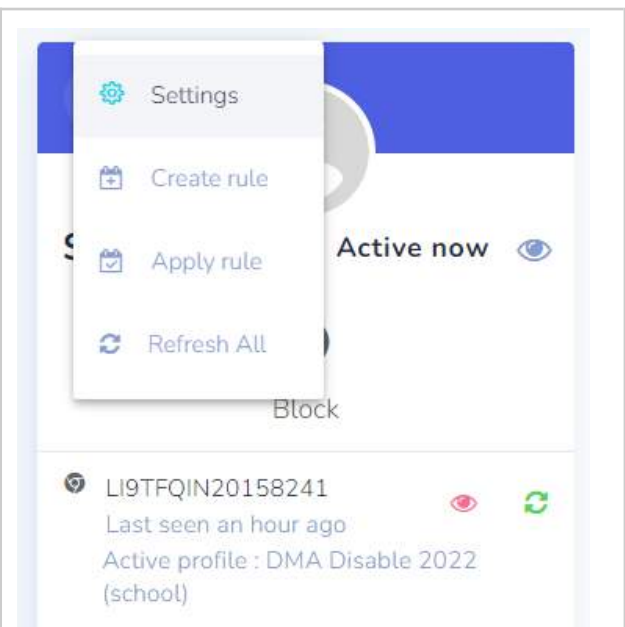 Settings
Create rule
Active now
Apply rule
Refresh All
Block
LI9TFQIN20158241
Last seen an hour ago
Active profile : DMA Disable 2022
(school)